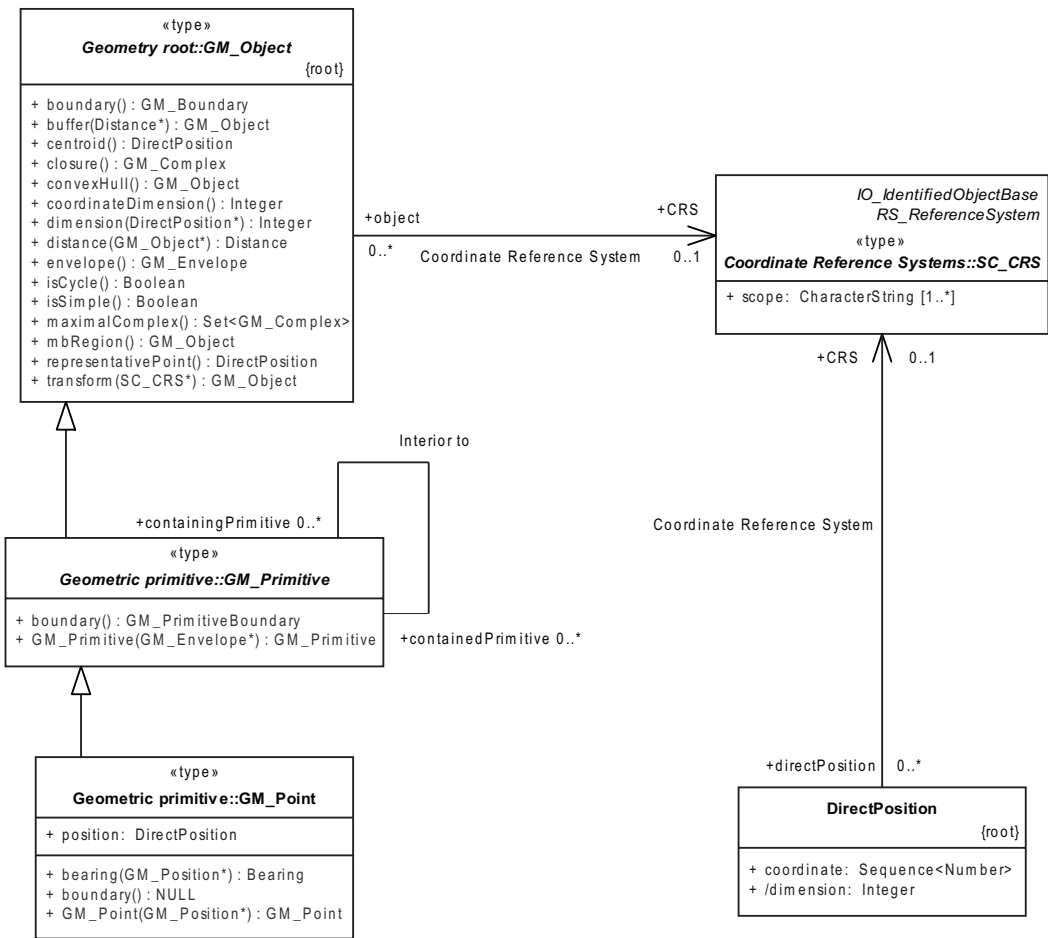 «type»
Geometry root::GM_Object
{root}
+ boundary() : GM_Boundary
+ buffer(Distance*) : GM_Object
+ centroid() : DirectPosition
+ closure() : GM_Complex
+ convexHull() : GM_Object
+ coordinateDimension() : Integer
+ dimension(DirectPosition*) : Integer
+ distance(GM_Object*) : Distance
+ envelope() : GM_Envelope
+ isCycle() : Boolean
+ isSimple() : Boolean
+ maximalComplex() : Set<GM_Complex>
+ mbRegion() : GM_Object
+ representativePoint() : DirectPosition
+ transform(SC_CRS*) : GM_Object
+object
+CRS
0..*
Coordinate Reference System
0..1
IO_IdentifiedObjectBase
RS_ReferenceSystem
«type»
Coordinate Reference Systems::SC_CRS
+ scope: CharacterString [1..*]
+CRS
0..1
Interior to
+containingPrimitive 0..*
Coordinate Reference System
«type»
Geometric primitive::GM_Primitive
+ boundary() : GM_PrimitiveBoundary
+ GM_Primitive(GM_Envelope*) : GM_Primitive
+containedPrimitive 0..*
«type»
Geometric primitive::GM_Point
+ position: DirectPosition
+ bearing(GM_Position*) : Bearing
+ boundary() : NULL
+ GM_Point(GM_Position*) : GM_Point
+directPosition
0..*
DirectPosition
{root}
+ coordinate: Sequence<Number>
+ /dimension: Integer